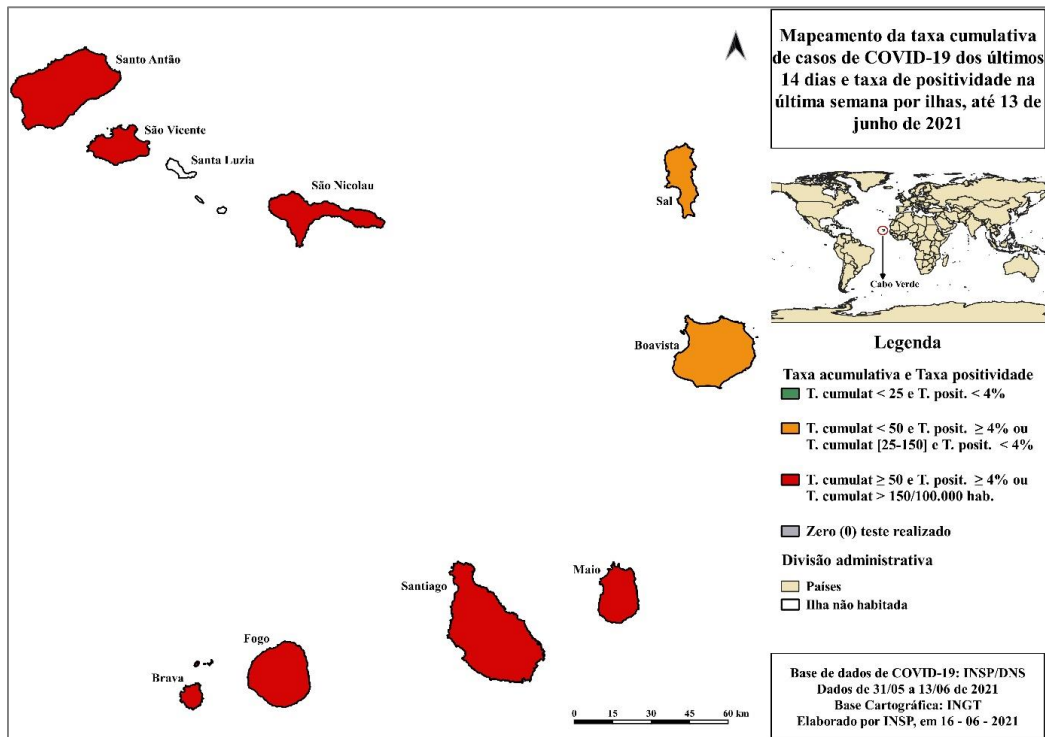 Mapeamento da taxa cumulativa
de casos de COVID-19 dos últimos
14 dias e taxa de positividade na
última semana por ilhas, até 13 de
junho de 2021
Santo Antão
São Vicente
Santa Luzia
São Nicolau
Sal
Boavista
Cabo Verde
Legenda
Taxa acumulativa e Taxa positividade
T. cumulat < 25 e T. posit. < 4%
T. cumulat < 50 e T. posit. ≥ 4% ou
T. cumulat [25-150] e T. posit. < 4%
T. cumulat ≥ 50 e T. posit. ≥ 4% ou
T. cumulat > 150/100.000 hab.
Zero (0) teste realizado
Divisão administrativa
Países
Ilha não habitada
Maio
Santiago
Fogo
Brava
0 15 30 45 60 km
Base de dados de COVID-19: INSP/DNS
Dados de 31/05 a 13/06 de 2021
Base Cartográfica: INGT
Elaborado por INSP, em 16 - 06 - 2021